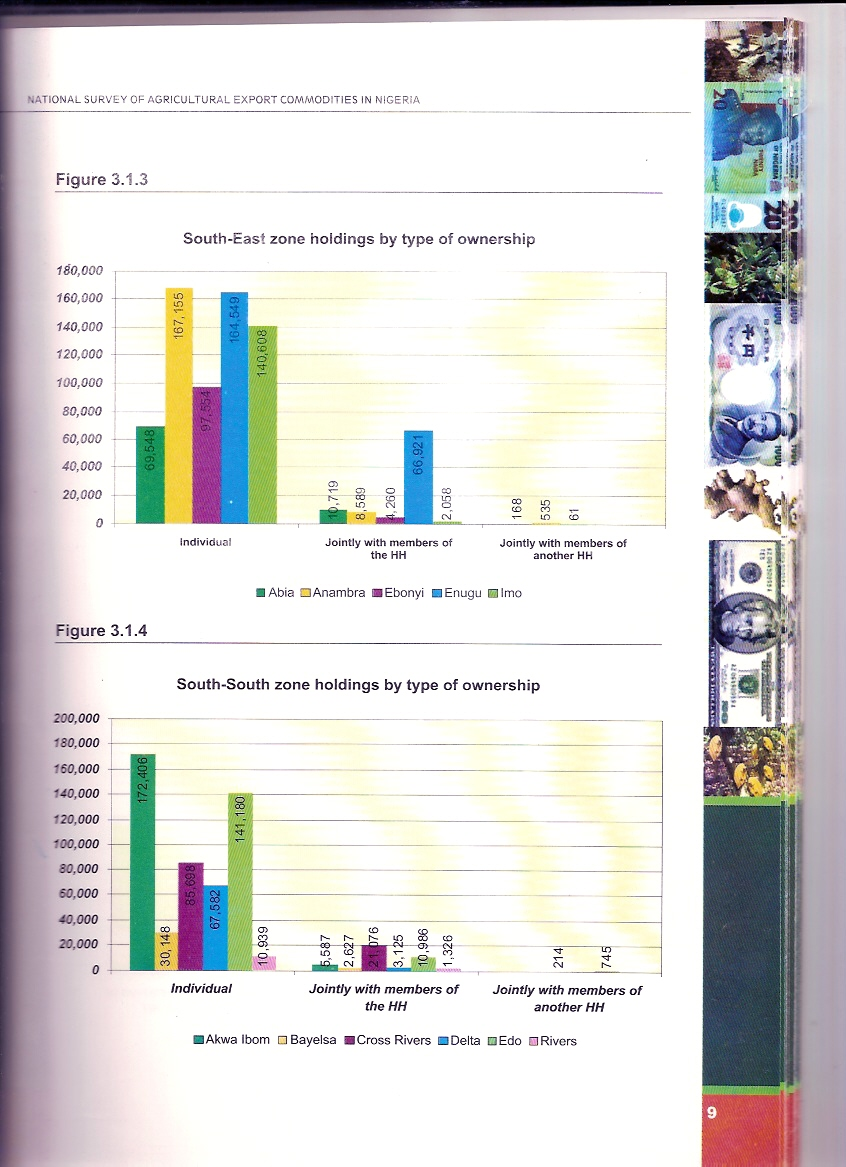 NATIONAL SURVEY OF AGRICULTURAL EXPORT COMMODITIES IN NIGERIA
Figure 3.1.3
South-East zone holdings by type of ownership
180,000
160,000
140,000
120,000
100,000
80,000
60,000
40,000
20,000
0
69,548
167,155
97,554
164,549
140,608
10,719
8,589
4,260
66,921
2,058
168
535
61
Individual
Jointly with members of
the HH
Jointly with members of
another HH
Abia Anambra Ebonyi Enugu Imo
Figure 3.1.4
South-South zone holdings by type of ownership
200,000
180,000
160,000
140,000
120,000
100,000
80,000
60,000
40,000
20,000
0
172,406
30,148
85,698
67,582
141,180
10,939
5,587
2,627
21,076
3,125
10,986
1,326
214
745
Individual
Jointly with members of
the HH
Jointly with members of
another HH
Akwa Ibom Bayelsa Cross Rivers Delta Edo Rivers
20
20
千円
9